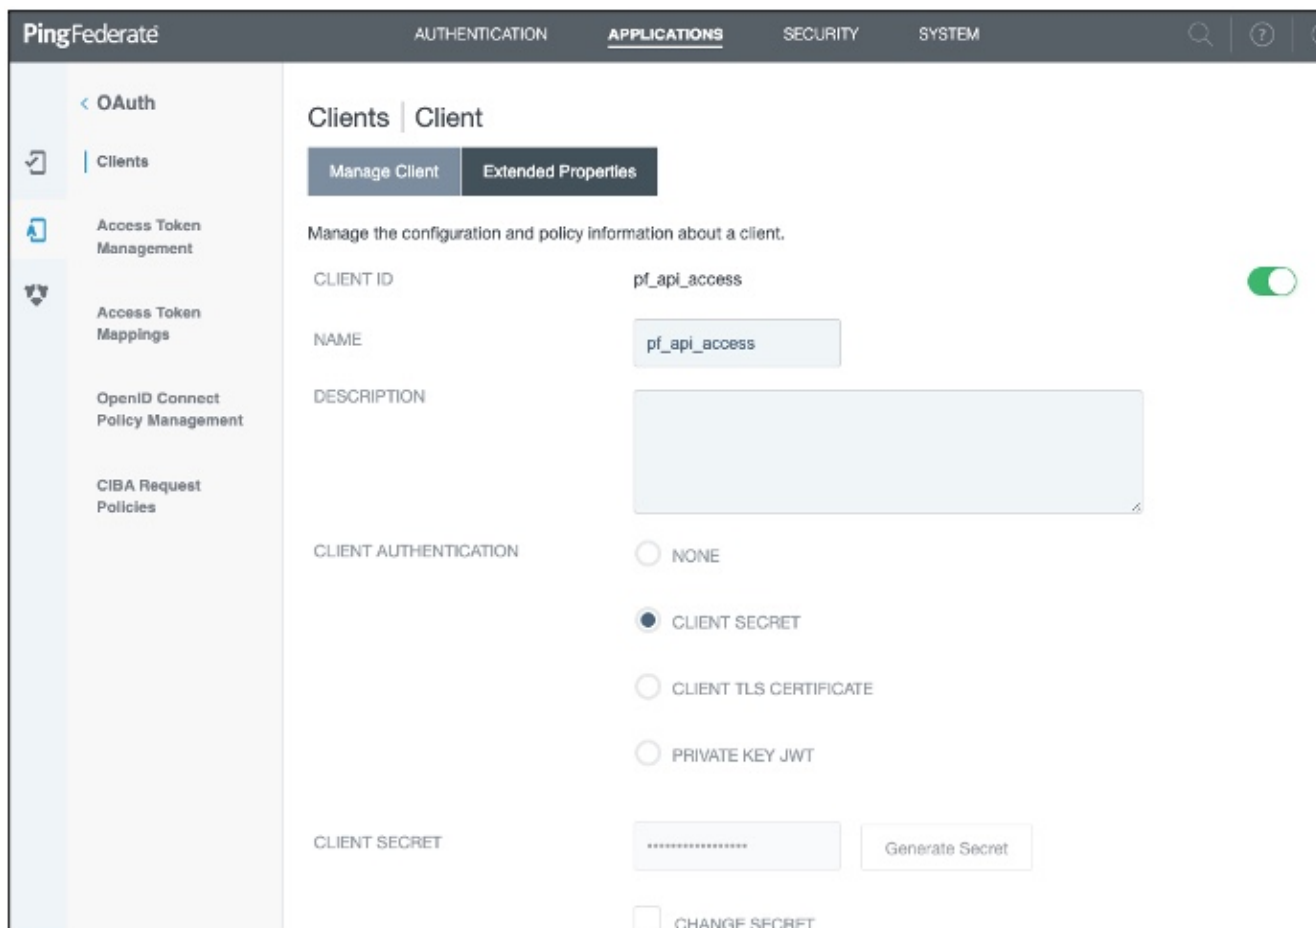 PingFederate
AUTHENTICATION
APPLICATIONS
SECURITY
SYSTEM
OAuth
Clients
Access Token
Management
Access Token
Mappings
OpenID Connect
Policy Management
CIBA Request
Policies
Clients | Client
Manage Client
Extended Properties
Manage the configuration and policy information about a client.
CLIENT ID
pf_api_access
NAME
pf_api_access
DESCRIPTION
CLIENT AUTHENTICATION
NONE
CLIENT SECRET
CLIENT TLS CERTIFICATE
PRIVATE KEY JWT
CLIENT SECRET
•••••••••••••••••
Generate Secret
CHANGE SECRET